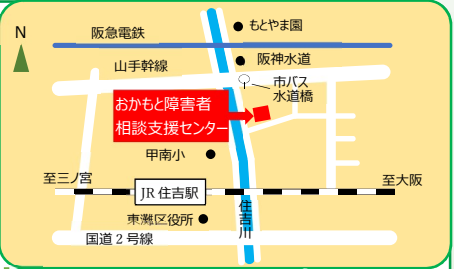 N
阪急電鉄
もとやま園
山手幹線
阪神水道
市バス
水道橋
おかもと障害者
相談支援センター
甲南小
至三ノ宮
至大阪
JR 住吉駅
住吉川
東灘区役所
国道２号線